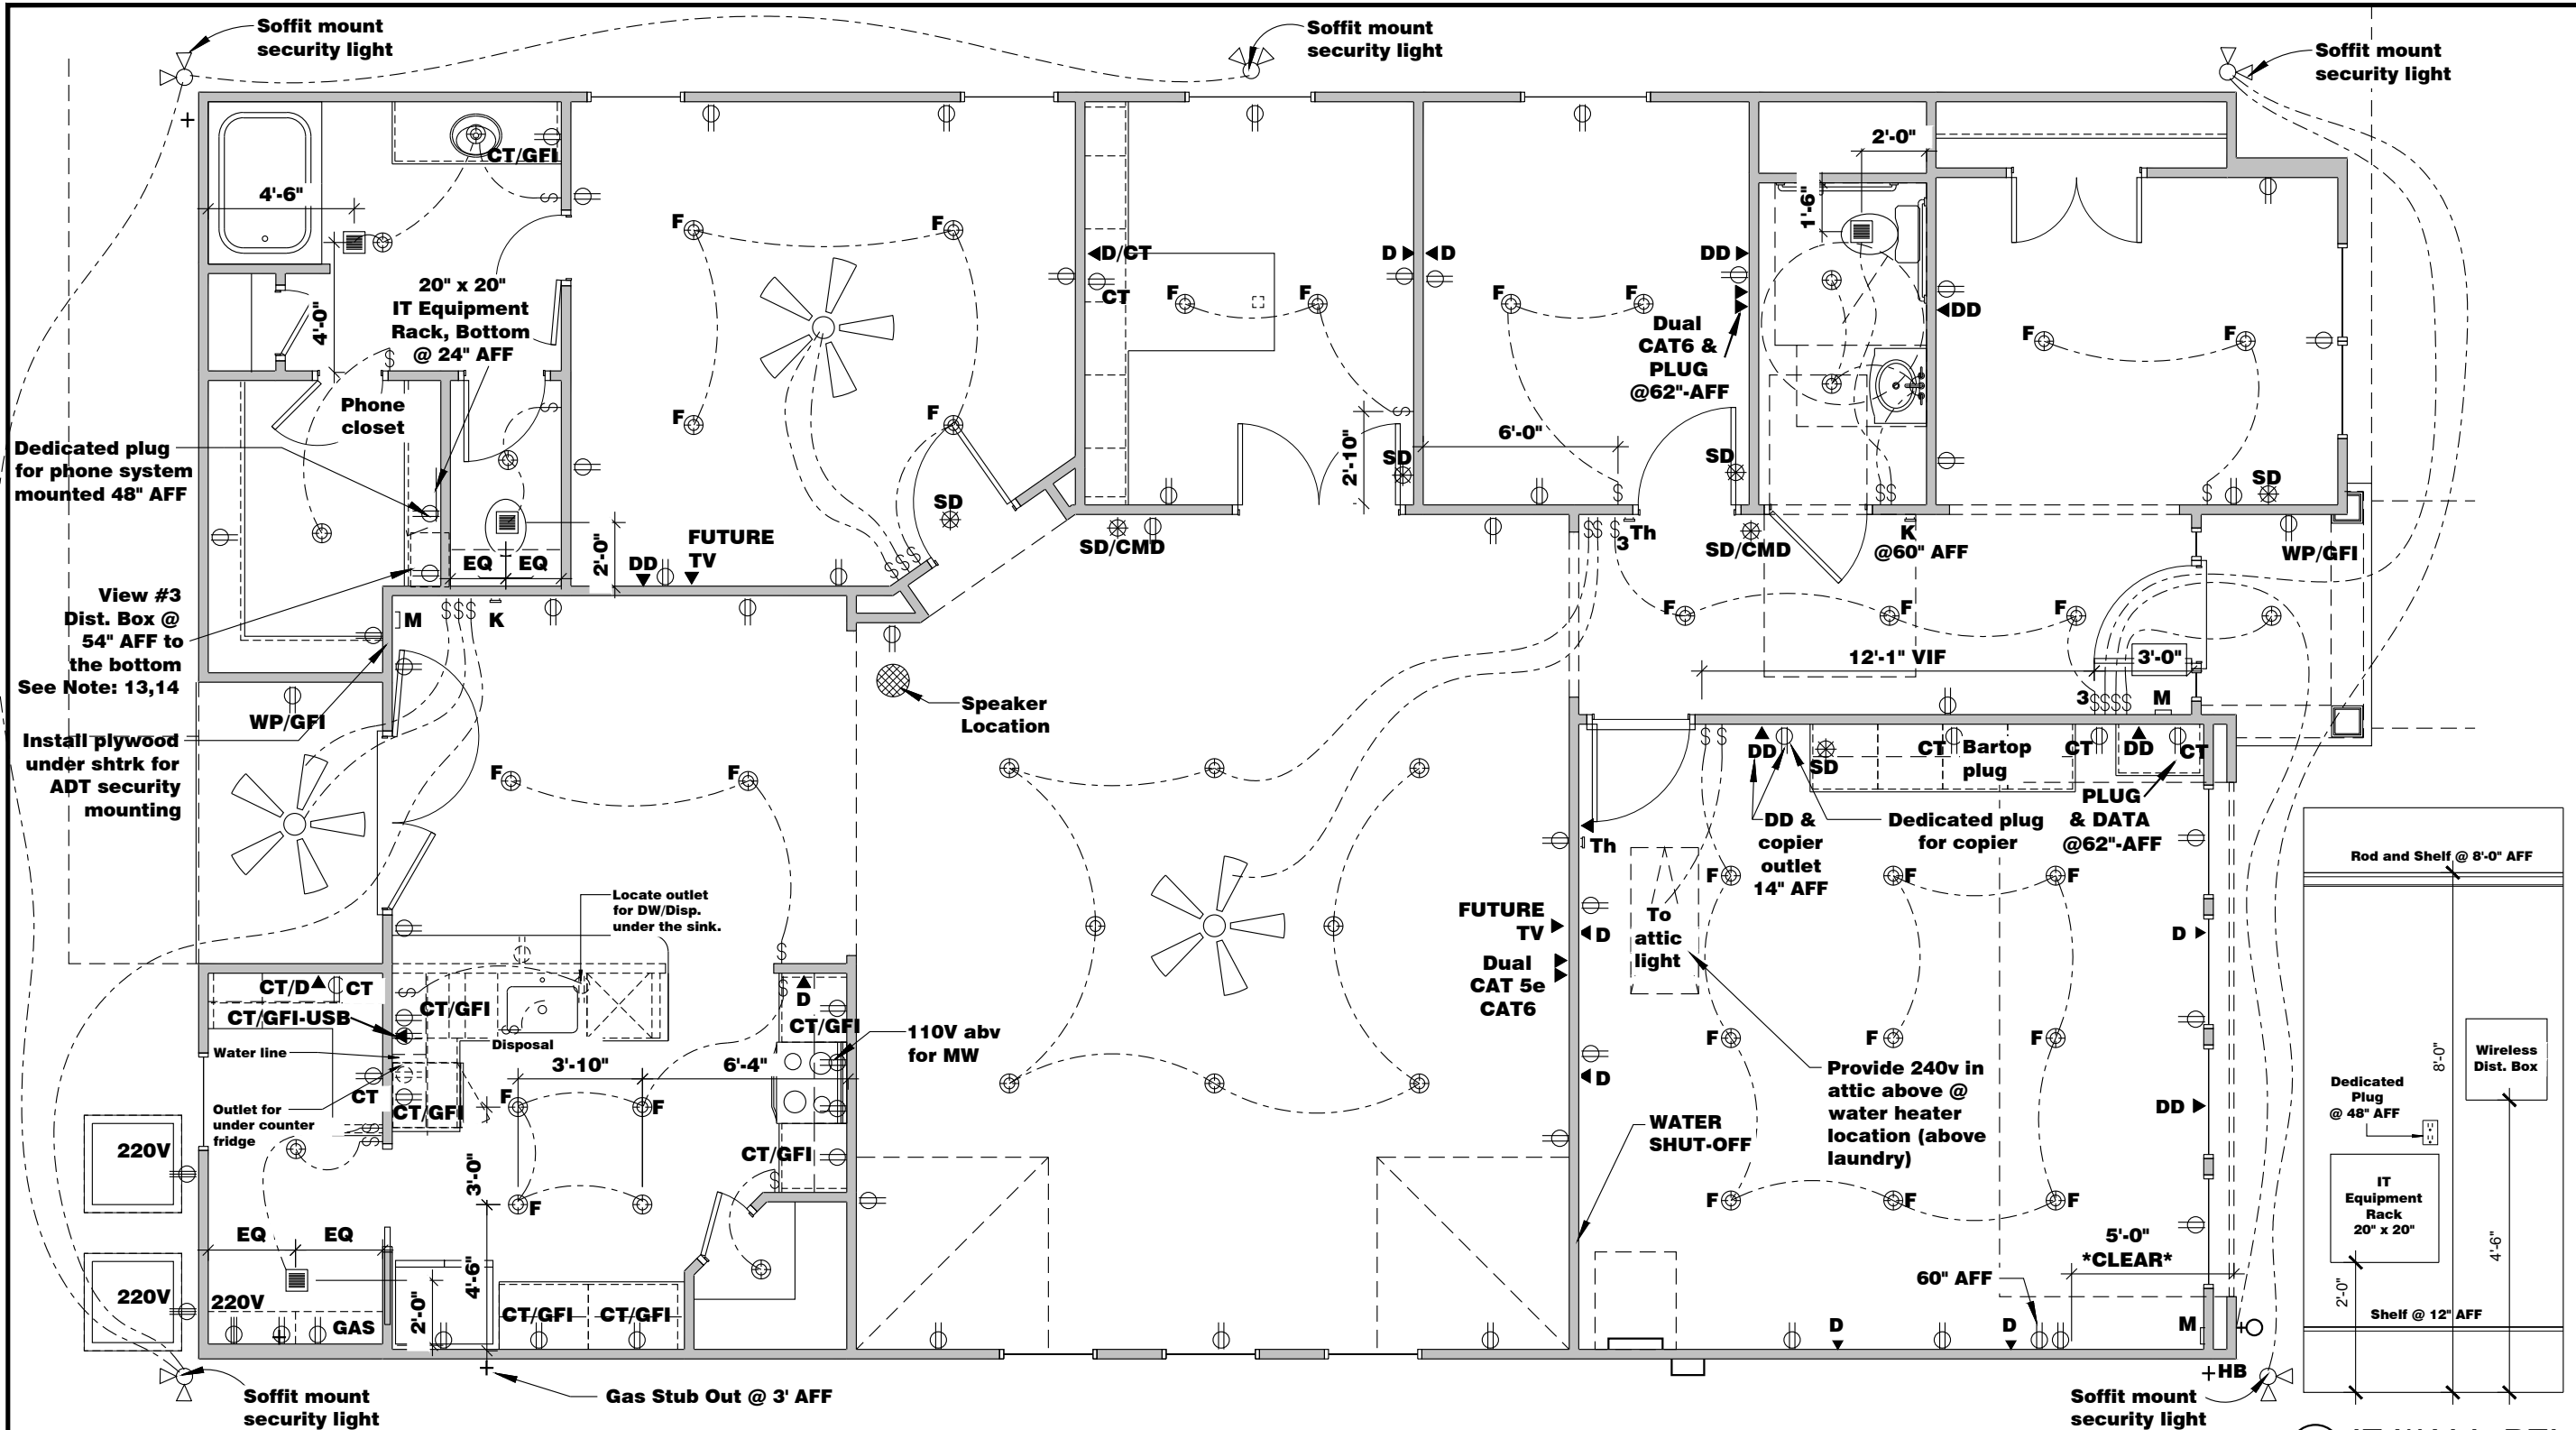 Soffit mount
security light
Soffit mount
security light
Soffit mount
security light
CT/GFI
4'-6"
20" x 20"
IT Equipment
Rack, Bottom
@ 24" AFF
4'-0"
Phone
closet
Dedicated plug
for phone system
mounted 48" AFF
View #3
Dist. Box @
54" AFF to
the bottom
See Note: 13,14
Install plywood
under shtrk for
ADT security
mounting
WP/GFI
EQ
EQ
2'-0"
DD
FUTURE
TV
F
F
F
F
SD
D/CT
CT
F
F
D
D
2'-10"
SD
SD/CMD
F
F
6'-0"
DD
Dual
CAT6 &
PLUG
@62"-AFF
SD
2'-0"
1'-6"
DD
F
F
SD
SD/CMD
K
@60" AFF
WP/GFI
3
Th
F
F
F
12'-1" VIF
3'-0"
3
M
M
K
F
F
Speaker
Location
Locate outlet
for DW/Disp.
under the sink.
CT/D
CT
CT/GFI-USB
CT/GFI
Water line
Disposal
CT
Outlet for
under counter
fridge
CT/GFI
3'-10"
6'-4"
D
CT/GFI
110V abv
for MW
F
F
F
3'-0"
CT/GFI
4'-6"
2'-0"
220V
220V
EQ
EQ
220V
GAS
CT/GFI
CT/GFI
Gas Stub Out @ 3' AFF
Soffit mount
security light
FUTURE
TV
Dual
CAT 5e
CAT6
Th
D
D
To
attic
light
WATER
SHUT-OFF
Provide 240v in
attic above @
water heater
location (above
laundry)
DD
SD
CT
Bartop
plug
CT
DD
CT
DD &
copier
outlet
14" AFF
Dedicated plug
for copier
PLUG
& DATA
@62"-AFF
F
F
F
F
F
F
F
F
F
D
DD
5'-0"
*CLEAR*
60" AFF
D
D
M
HB
Soffit mount
security light
Rod and Shelf @ 8'-0" AFF
8'-0"
Wireless
Dist. Box
Dedicated
Plug
@ 48" AFF
IT
Equipment
Rack
20" x 20"
2'-0"
4'-6"
Shelf @ 12" AFF